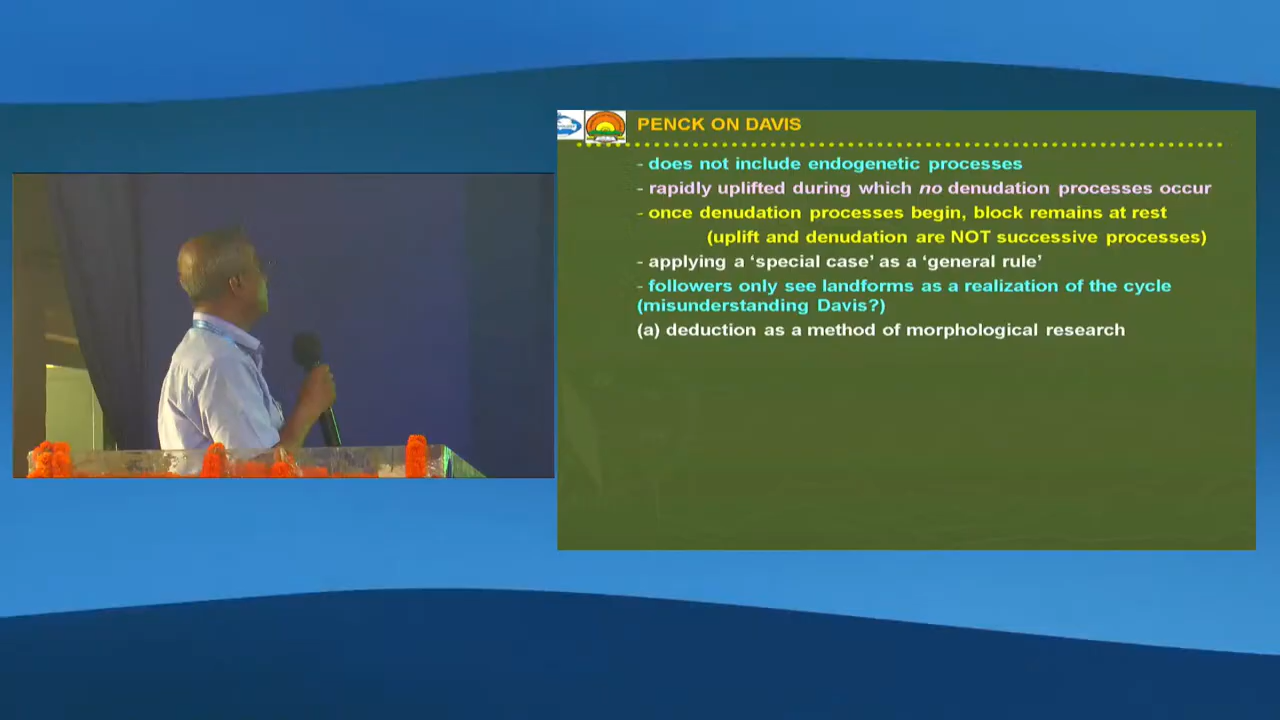 PENCK ON DAVIS
- does not include endogenetic processes
- rapidly uplifted during which no denudation processes occur
- once denudation processes begin, block remains at rest
(uplift and denudation are NOT successive processes)
- applying a ‘special case’ as a ‘general rule’
- followers only see landforms as a realization of the cycle
(misunderstanding Davis?)
(a) deduction as a method of morphological research